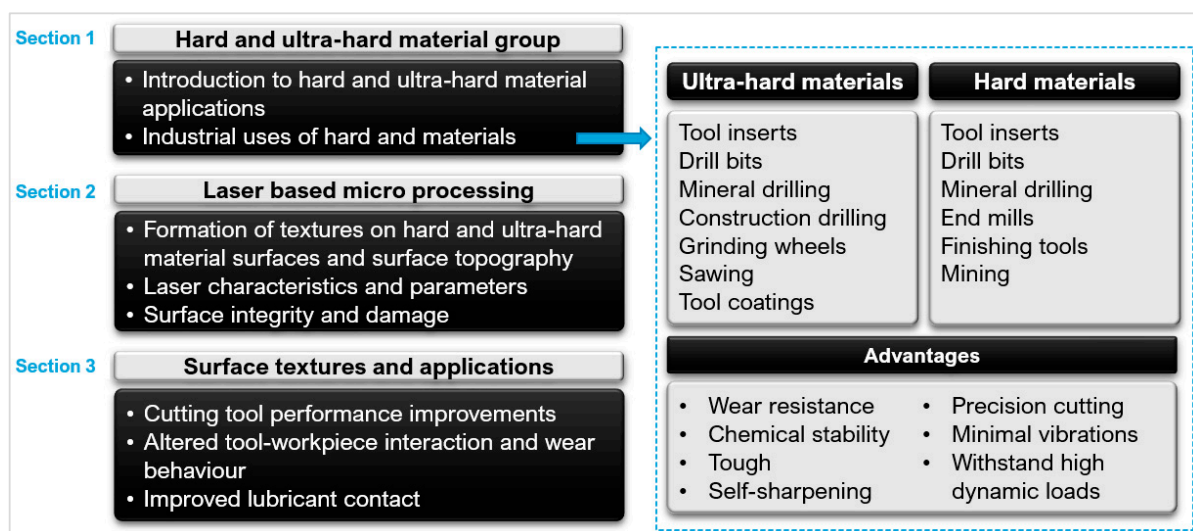 Section 1
Hard and ultra-hard material group
• Introduction to hard and ultra-hard material
applications
• Industrial uses of hard and materials
Section 2
Laser based micro processing
• Formation of textures on hard and ultra-hard
material surfaces and surface topography
• Laser characteristics and parameters
• Surface integrity and damage
Section 3
Surface textures and applications
• Cutting tool performance improvements
• Altered tool-workpiece interaction and wear
behaviour
• Improved lubricant contact
Ultra-hard materials
Tool inserts
Drill bits
Mineral drilling
Construction drilling
Grinding wheels
Sawing
Tool coatings
Hard materials
Tool inserts
Drill bits
Mineral drilling
End mills
Finishing tools
Mining
Advantages
• Wear resistance
• Chemical stability
• Tough
• Self-sharpening
• Precision cutting
• Minimal vibrations
• Withstand high
dynamic loads